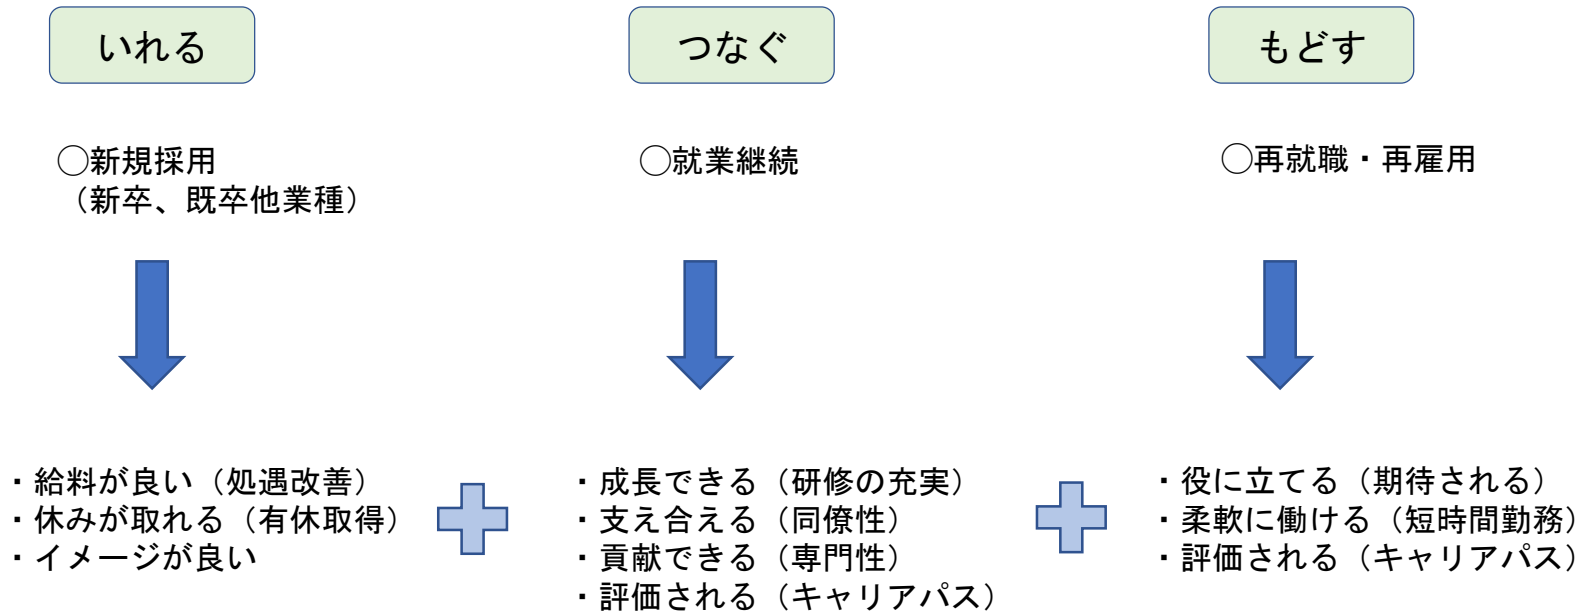 いれる
◯新規採用
（新卒、既卒他業種）
・給料が良い（処遇改善）
・休みが取れる（有休取得）
・イメージが良い
つなぐ
◯就業継続
・成長できる（研修の充実）
・支え合える（同僚性）
・貢献できる（専門性）
・評価される（キャリアパス）
もどす
◯再就職・再雇用
・役に立てる（期待される）
・柔軟に働ける（短時間勤務）
・評価される（キャリアパス）